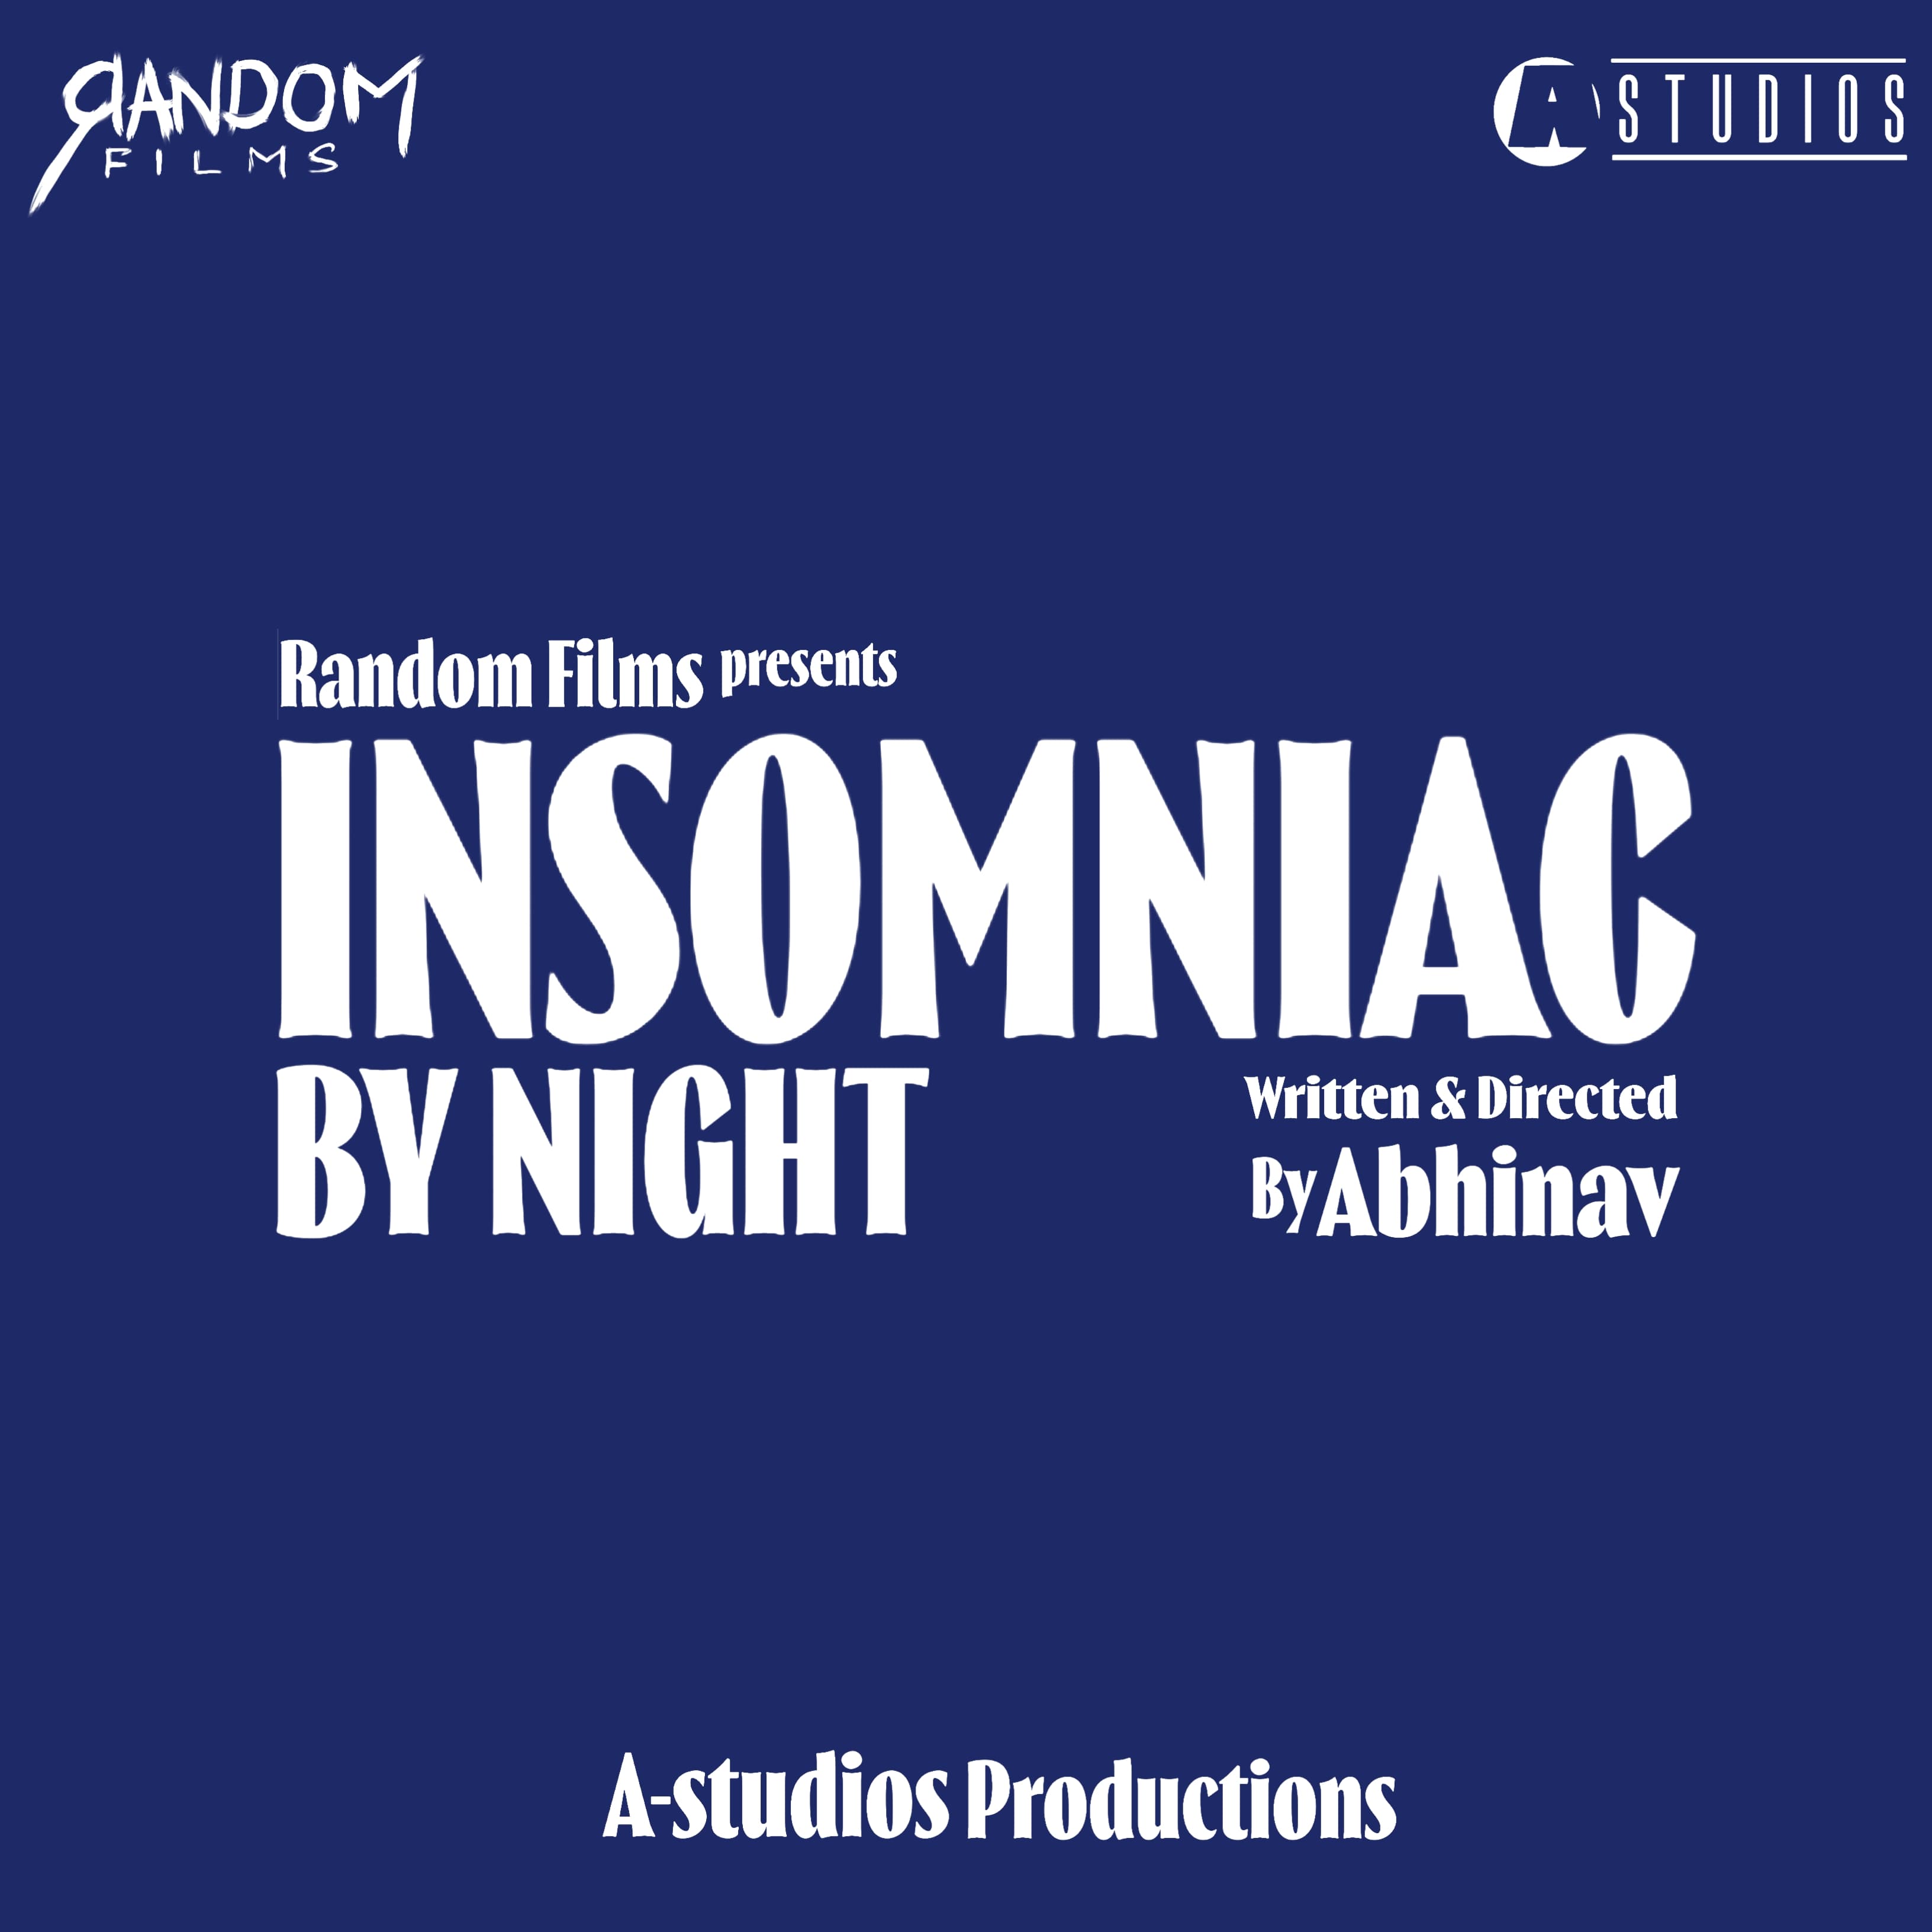 RANDOM
FILMS
A STUDIOS
Random Films presents
INSOMNIAC
BY NIGHT
Written & Directed
By Abhinav
A-studios Productions